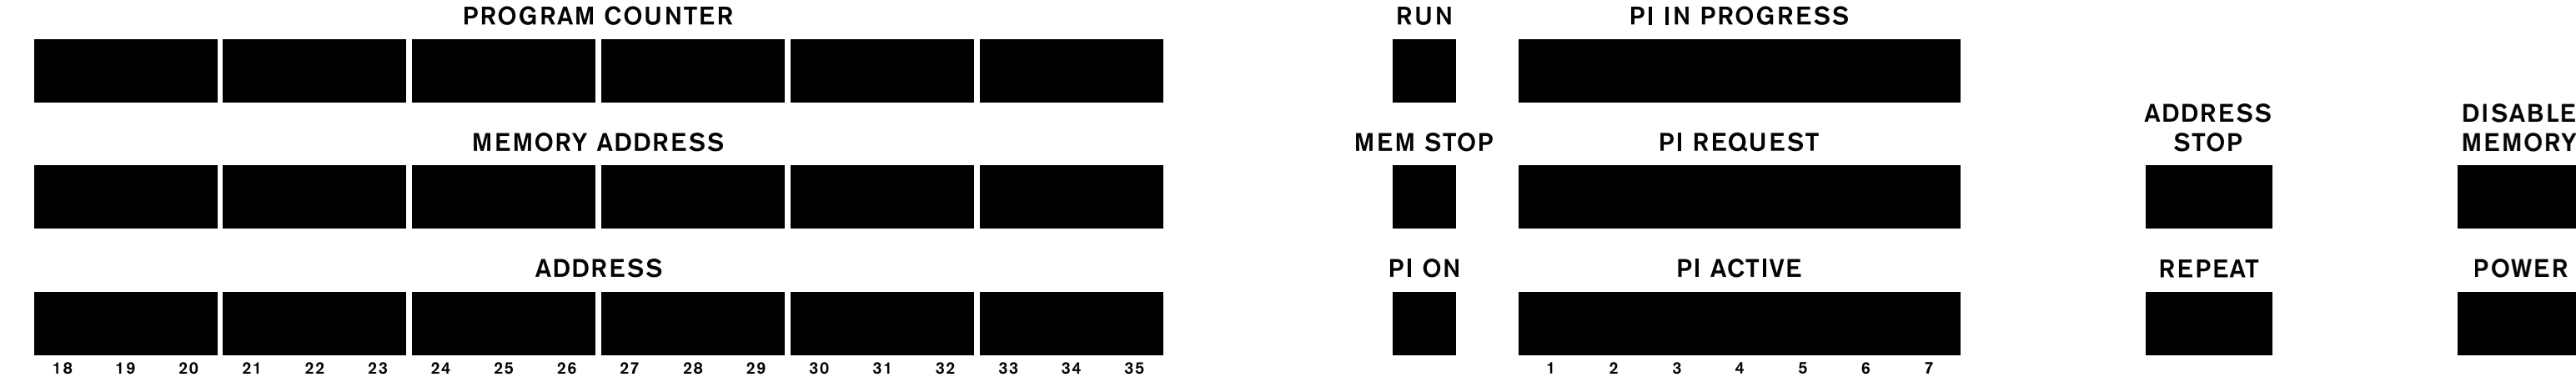 PROGRAM COUNTER
RUN
PI IN PROGRESS
MEMORY ADDRESS
MEM STOP
PI REQUEST
ADDRESS
STOP
DISABLE
MEMORY
ADDRESS
PI ON
PI ACTIVE
REPEAT
POWER
18 19 20 21 22 23 24 25 26 27 28 29 30 31 32 33 34 35
1 2 3 4 5 6 7